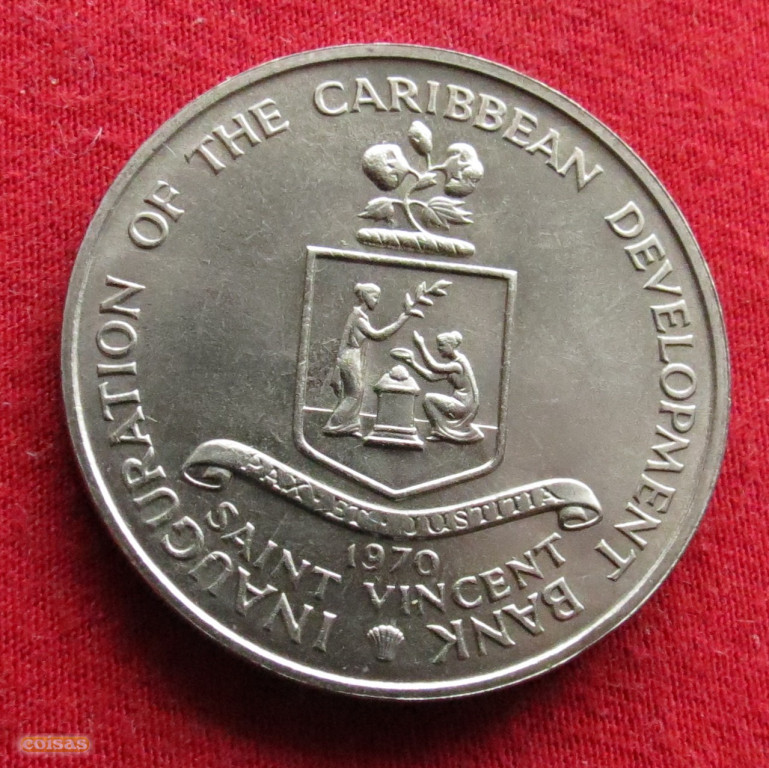 INAUGURATION OF THE CARIBBEAN DEVELOPMENT BANK
PAX · ET · JUSTITIA
1970
SAINT VINCENT
coisas